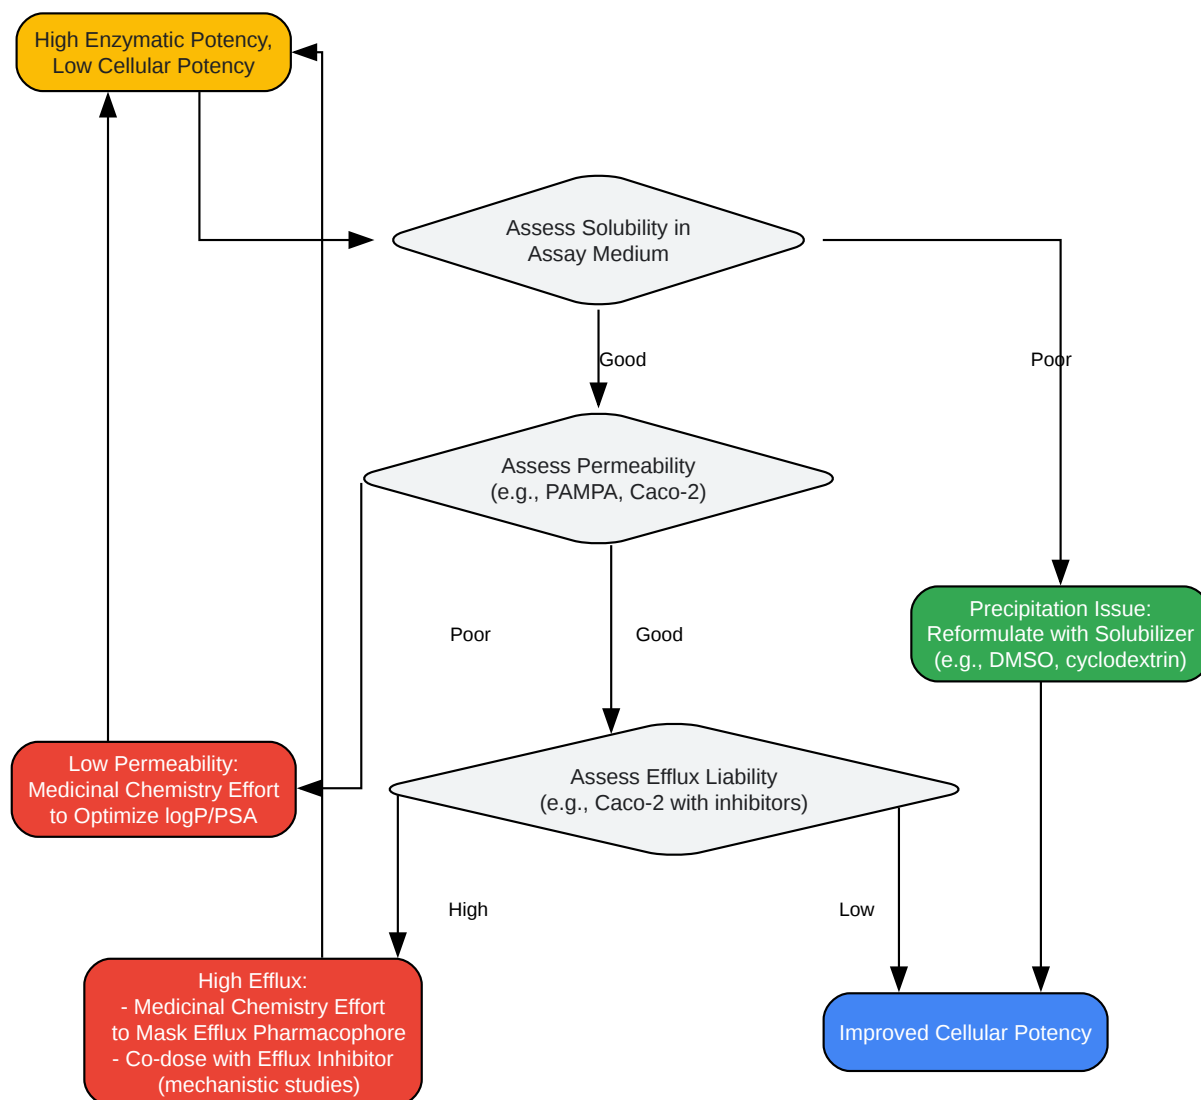 High Enzymatic Potency,
Low Cellular Potency
Assess Solubility in
Assay Medium
Good
Poor
Assess Permeability
(e.g., PAMPA, Caco-2)
Poor
Good
Precipitation Issue:
Reformulate with Solubilizer
(e.g., DMSO, cyclodextrin)
Low Permeability:
Medicinal Chemistry Effort
to Optimize logP/PSA
Assess Efflux Liability
(e.g., Caco-2 with inhibitors)
High
Low
High Efflux:
- Medicinal Chemistry Effort
to Mask Efflux Pharmacophore
- Co-dose with Efflux Inhibitor
(mechanistic studies)
Improved Cellular Potency